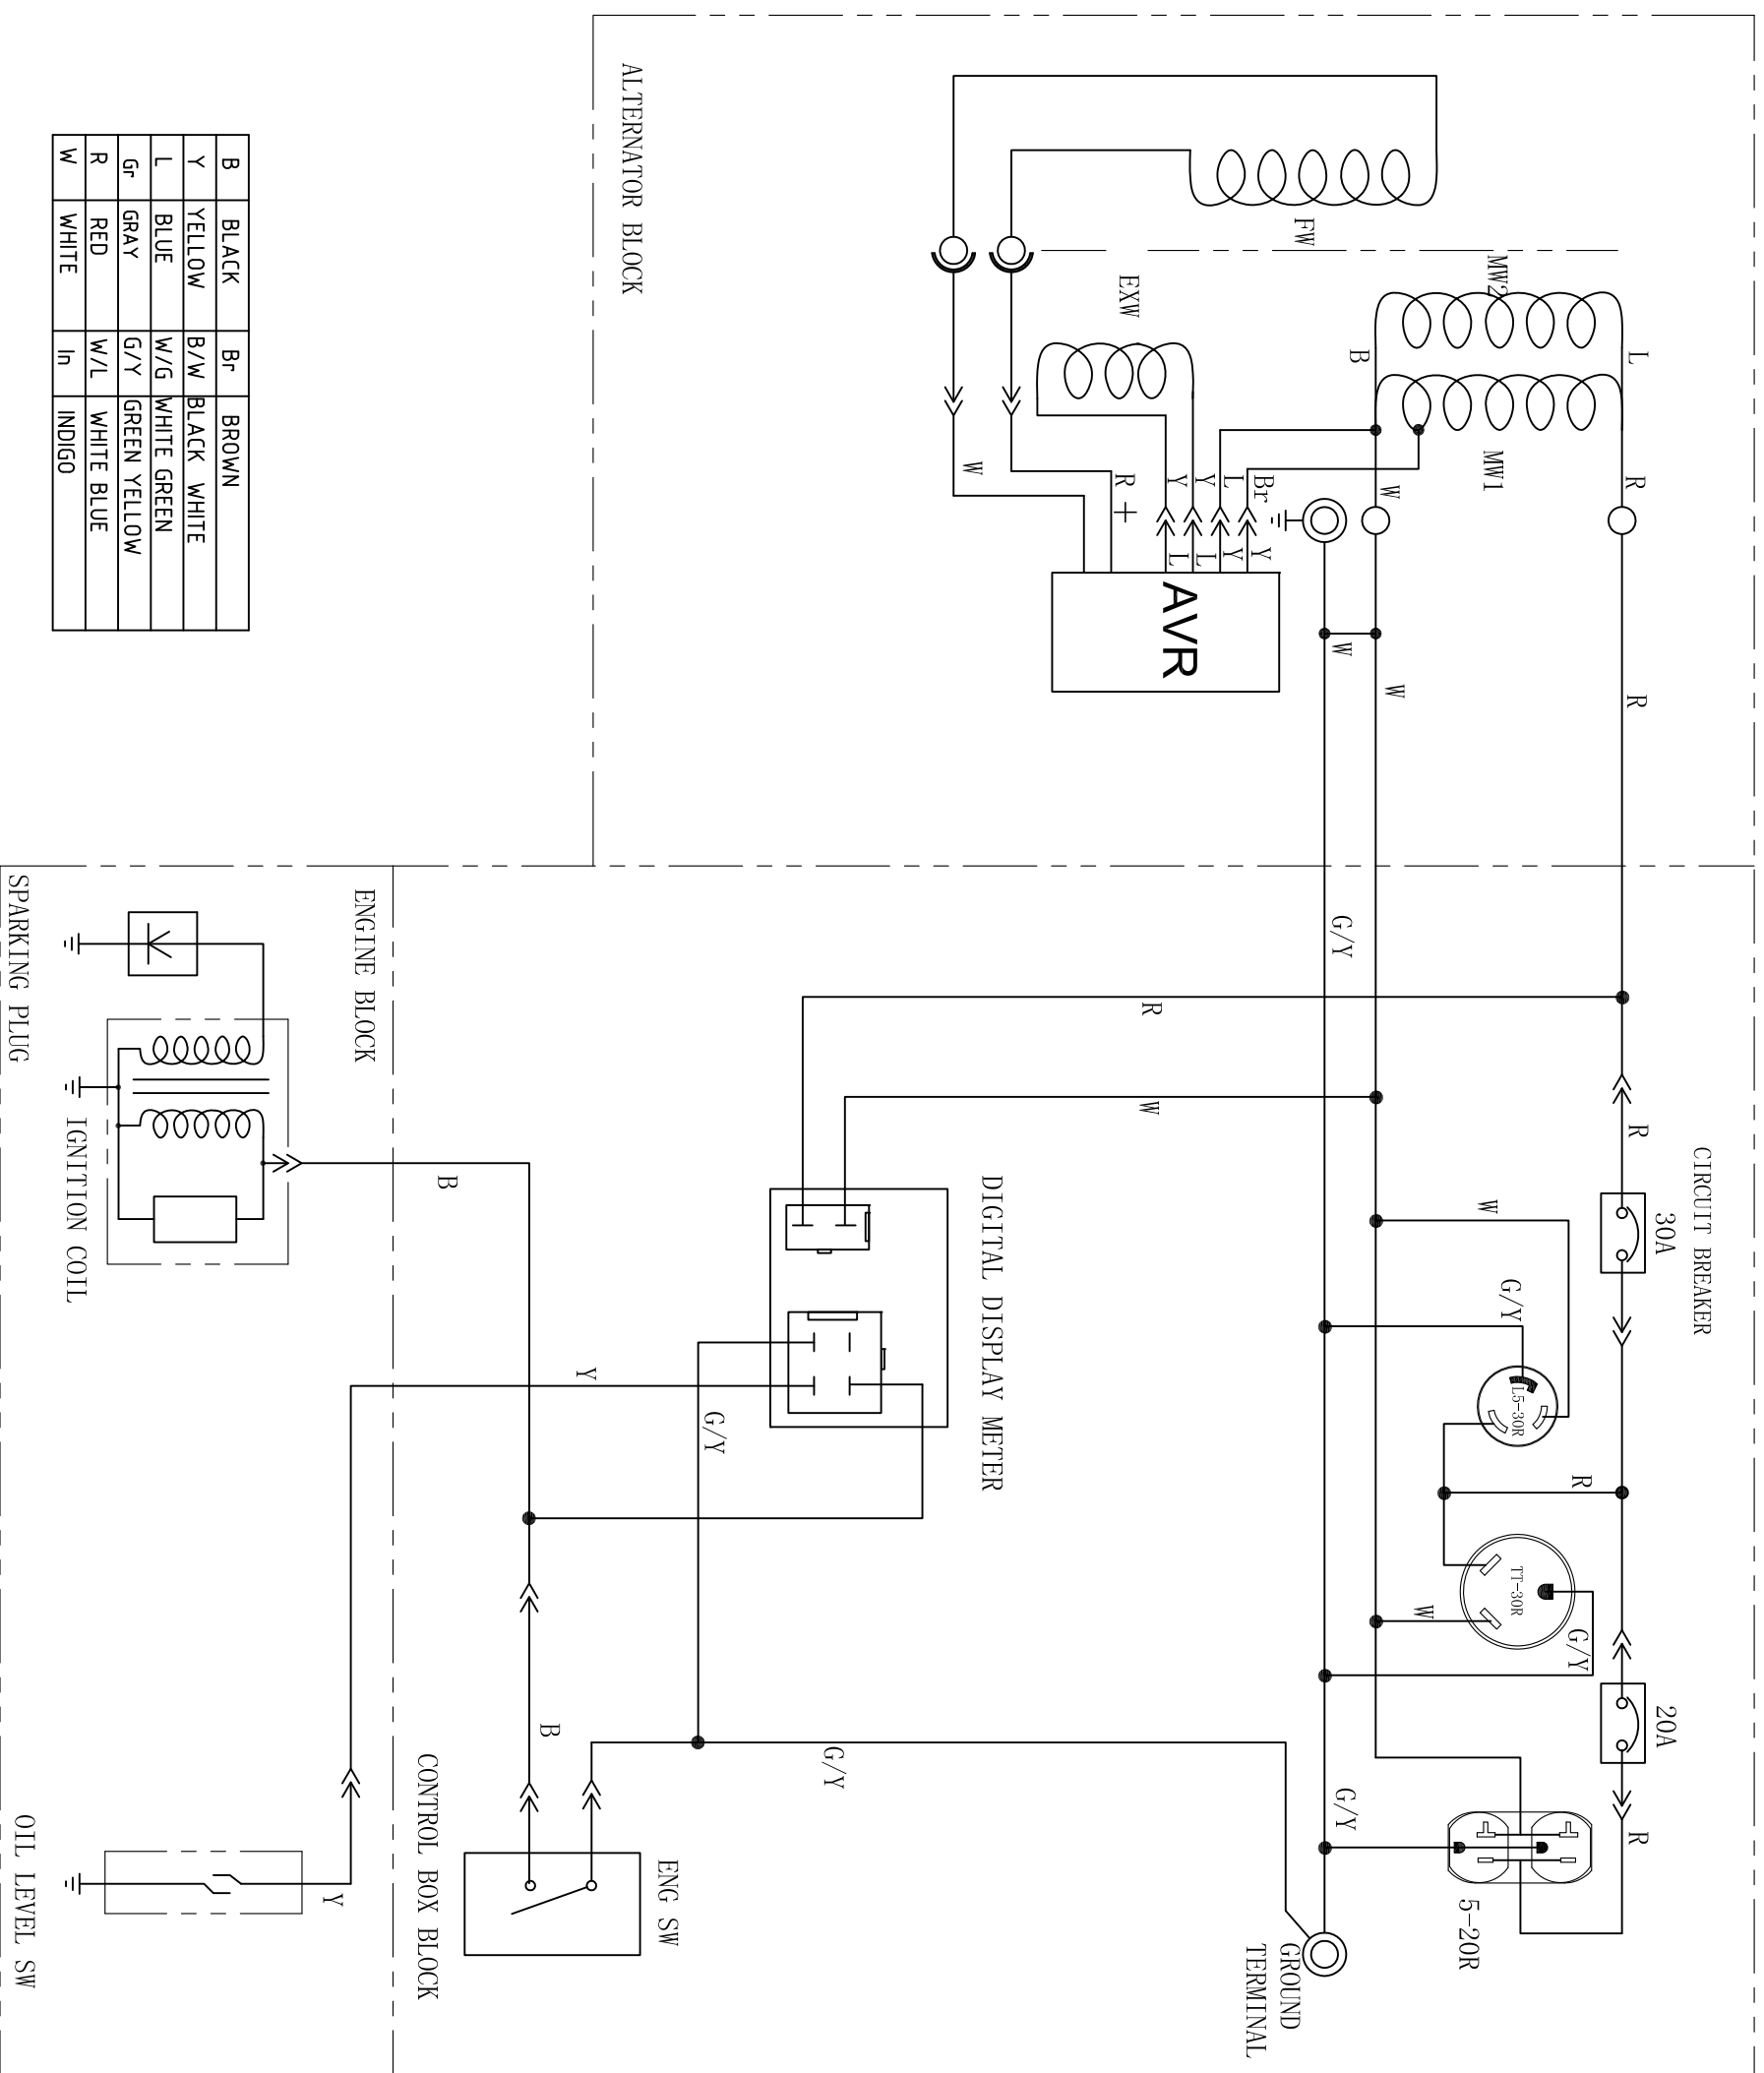 ALTERNATOR BLOCK
FW
MW2
EXW
L
B
MW1
R
W
Br
L
Y
Y
R
+
W
Y
Y
L
L
AVR
W
W
R
G/Y
R
W
CIRCUIT BREAKER
R
30A
W
G/Y
L5-30R
R
TT-30R
W
G/Y
20A
R
5-20R
G/Y
GROUND
TERMINAL
DIGITAL DISPLAY METER
Y
G/Y
G/Y
B
B
ENG SW
CONTROL BOX BLOCK
ENGINE BLOCK
SPARKING PLUG
IGNITION COIL
Y
OIL LEVEL SW
B BLACK Br BROWN
Y YELLOW B/W BLACK WHITE
L BLUE W/G WHITE GREEN
Gr GRAY G/Y GREEN YELLOW
R RED W/L WHITE BLUE
W WHITE In INDIGO